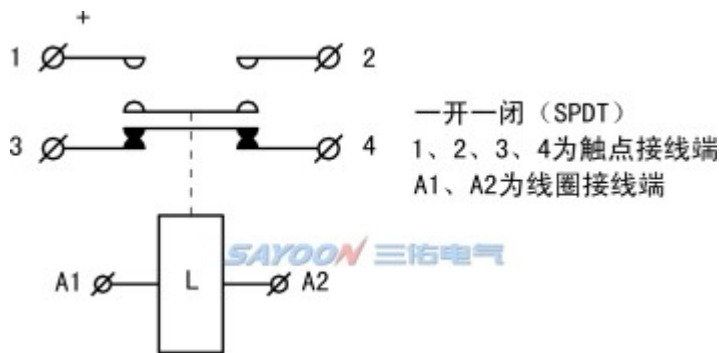 +
1 2
3 4
一开一闭（SPDT）
1、2、3、4为触点接线端
A1、A2为线圈接线端
SAYOON 三佑电气
A1 L A2